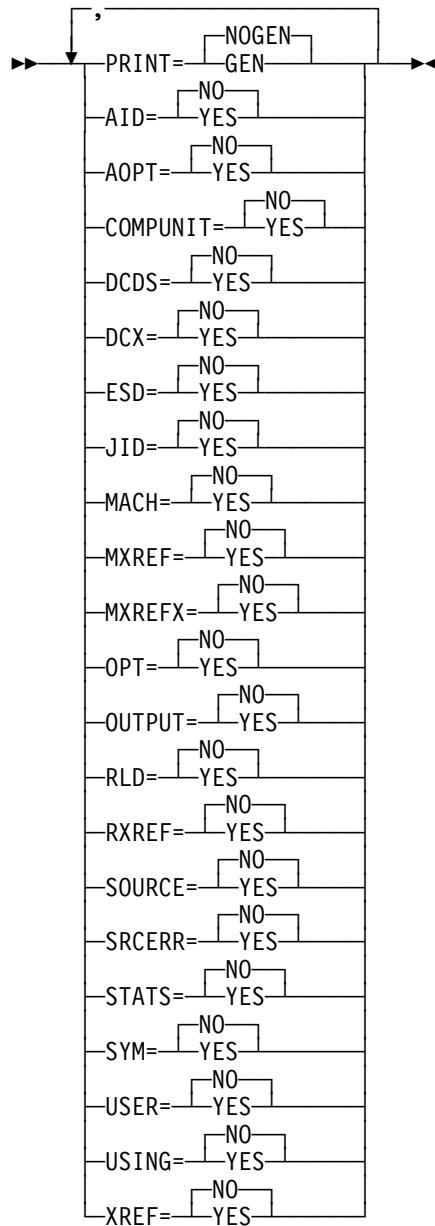 ,
NOGEN
PRINT= GEN
NO
AID= YES
NO
AOPT= YES
NO
COMPUNIT= YES
NO
DCDS= YES
NO
DCX= YES
NO
ESD= YES
NO
JID= YES
NO
MACH= YES
NO
MXREF= YES
NO
MXREFX= YES
NO
OPT= YES
NO
OUTPUT= YES
NO
RLD= YES
NO
RXREF= YES
NO
SOURCE= YES
NO
SRCERR= YES
NO
STATS= YES
NO
SYM= YES
NO
USER= YES
NO
USING= YES
NO
XREF= YES